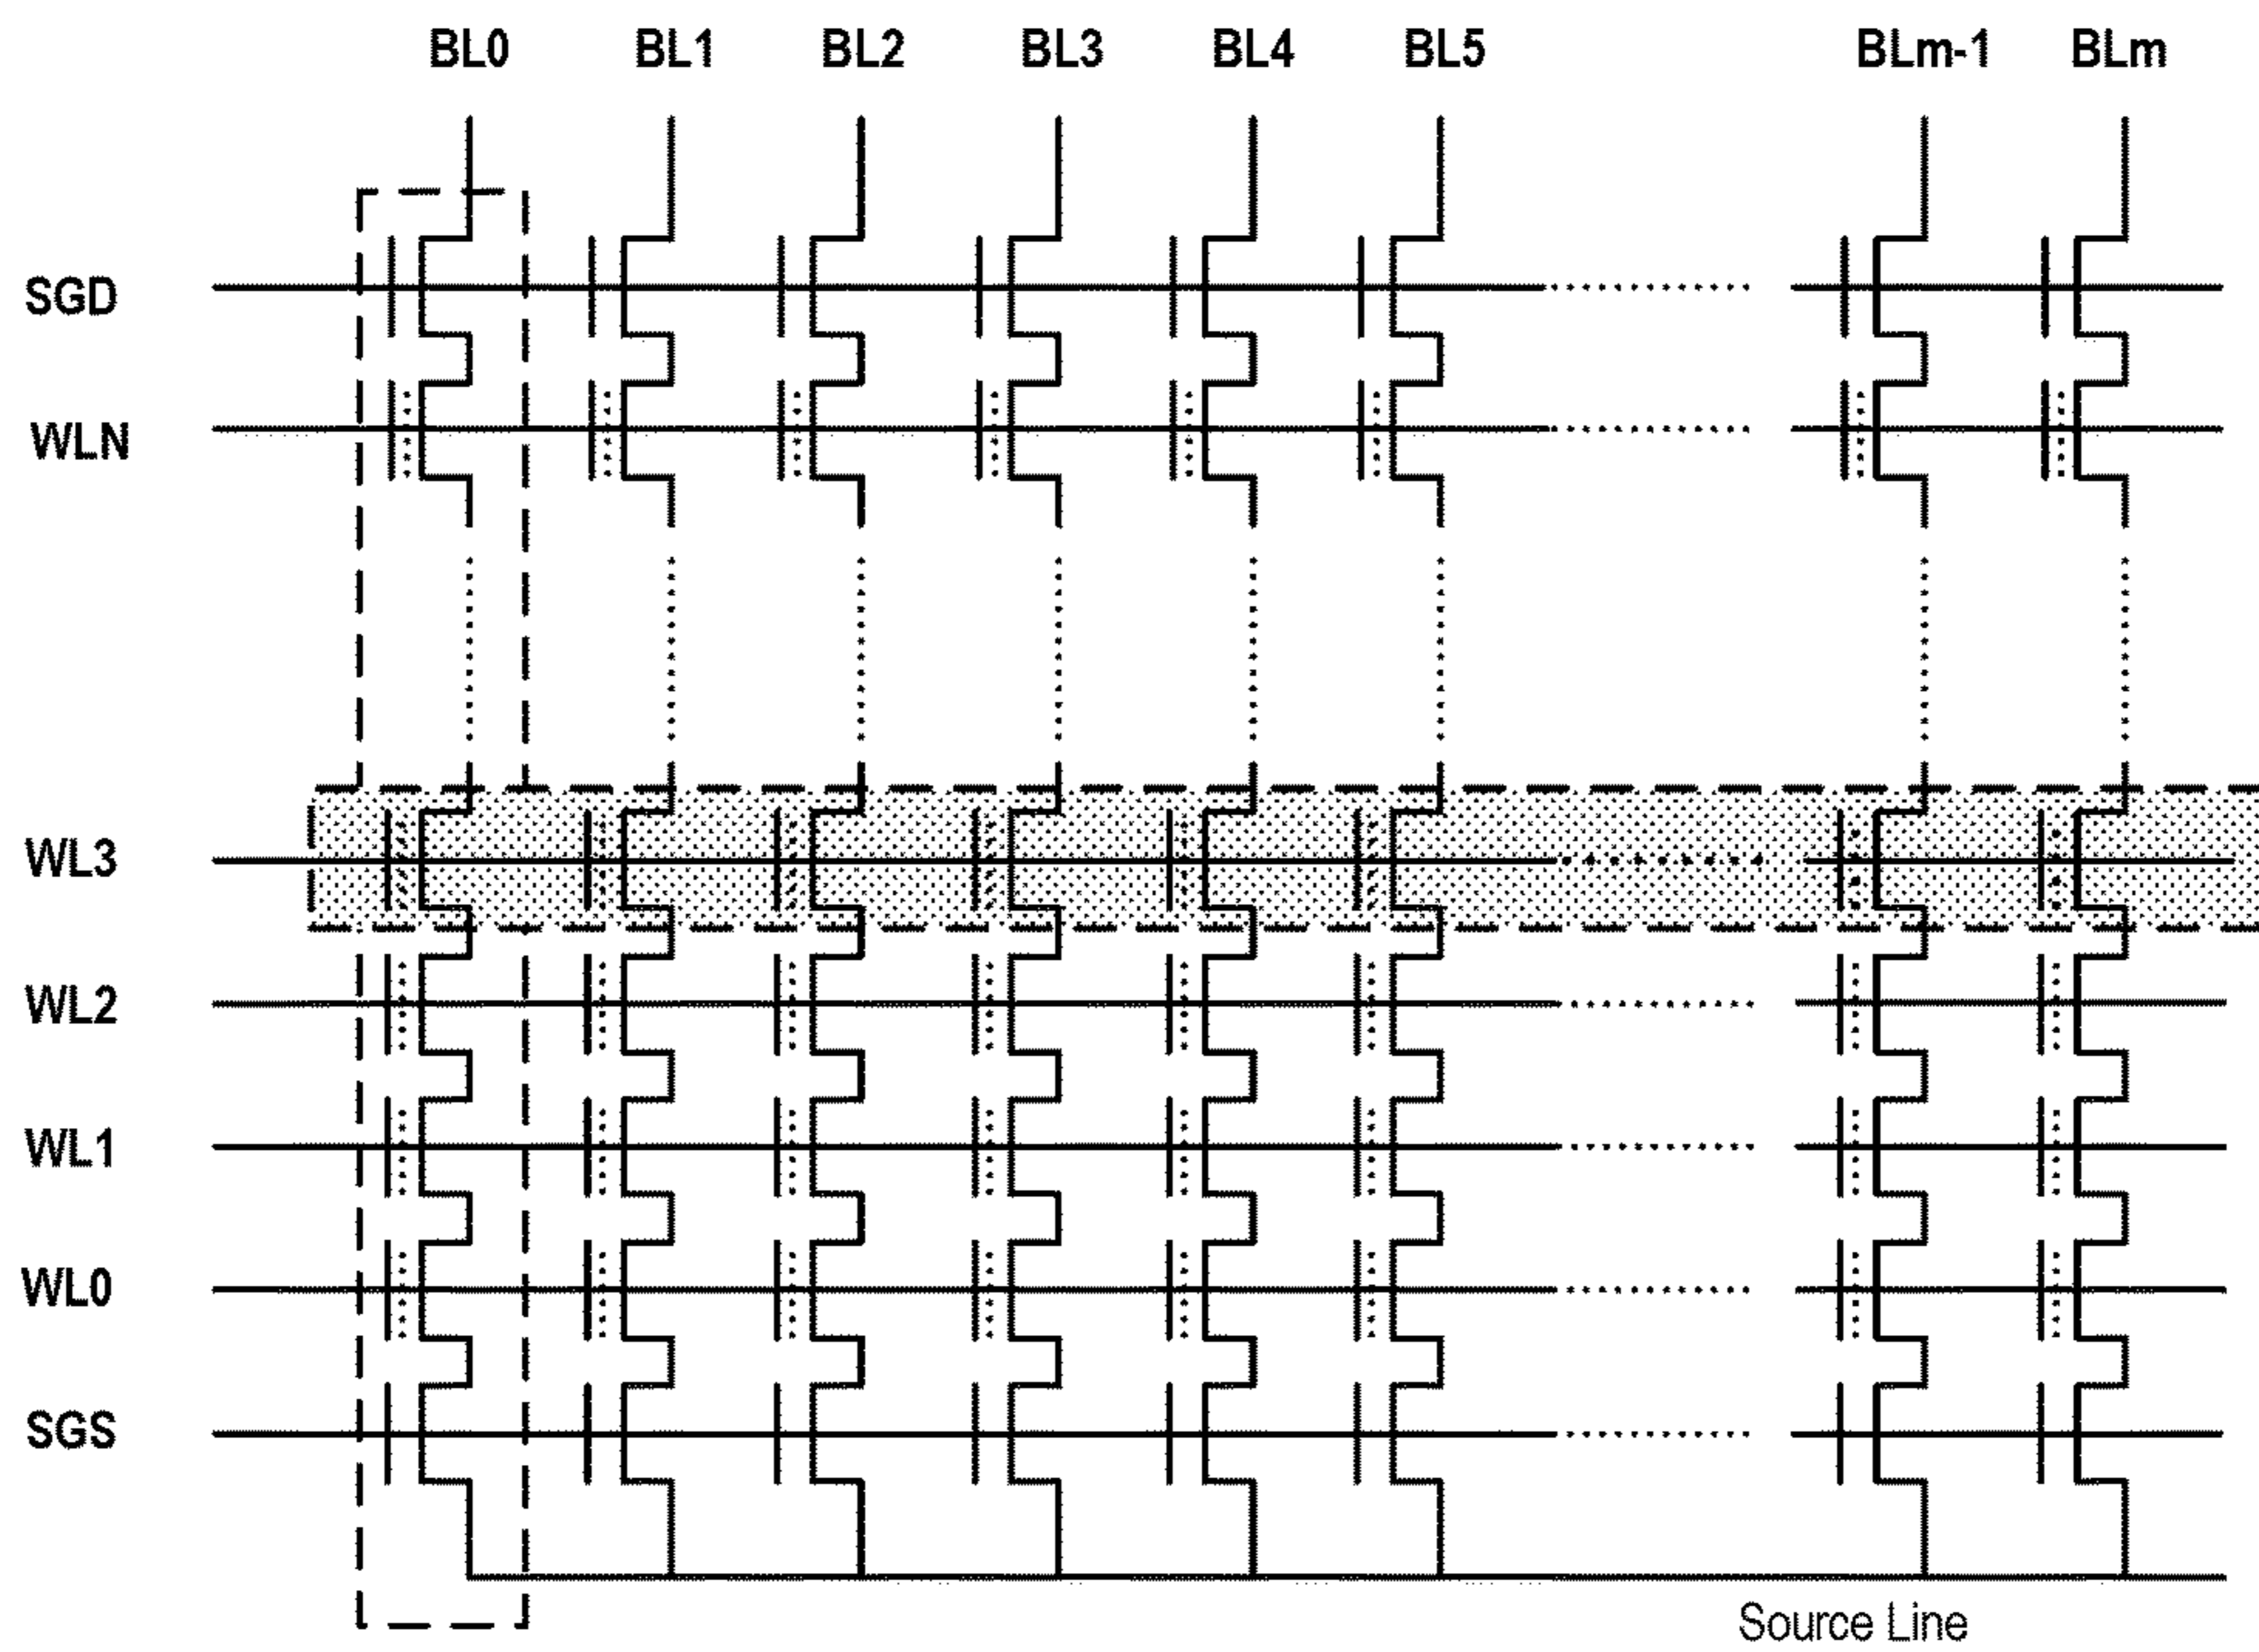 BL0 BL1 BL2 BL3 BL4 BL5 BLm-1 BLm
SGD
WLN
WL3
WL2
WL1
WL0
SGS
Source Line